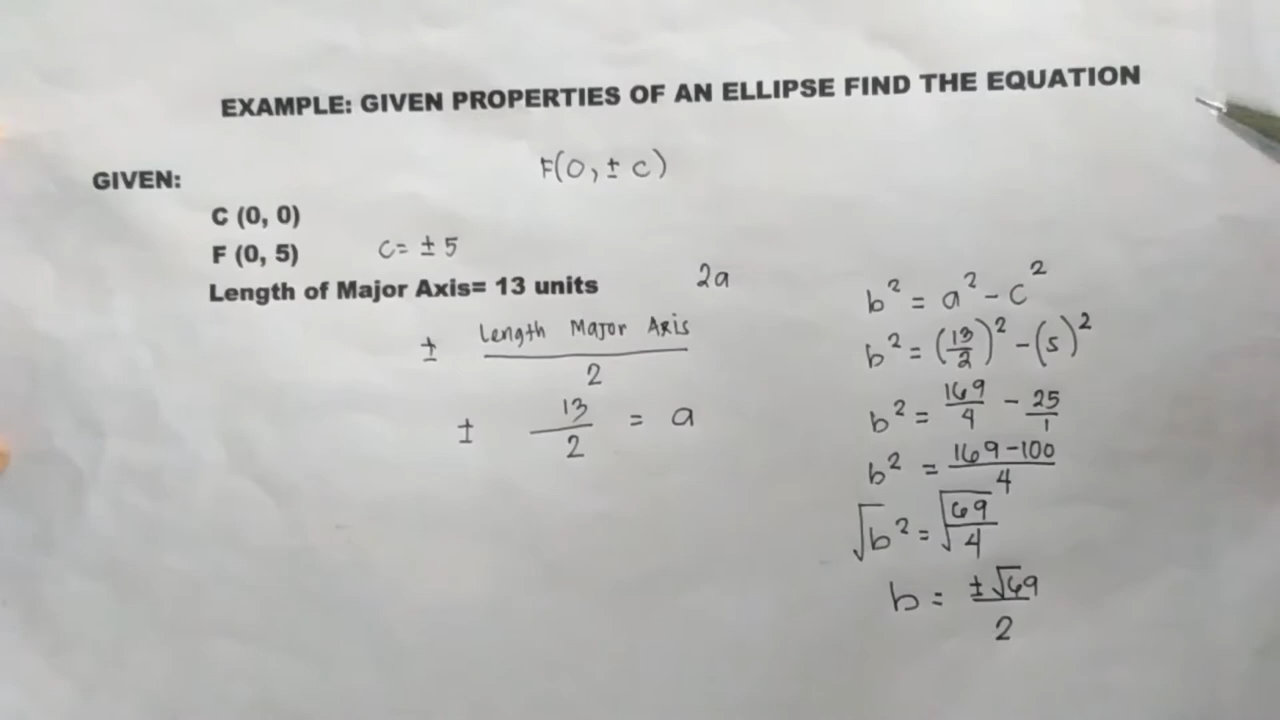 EXAMPLE: GIVEN PROPERTIES OF AN ELLIPSE FIND THE EQUATION
F(0, ± c)
GIVEN:
C (0, 0)
F (0, 5) c= ± 5
Length of Major Axis= 13 units 2a
± Length Major Axis / 2
± 13/2 = a
b² = a² - c²
b² = (13/2)² - (5)²
b² = 169/4 - 25/1
b² = 169-100/4
√b² = √69/4
b = ±√69/2